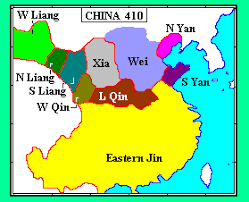 W Liang
CHINA 410
N Yan
Xia
Wei
N Liang
S Liang
W Qin
L Qin
S Yan
Eastern Jin